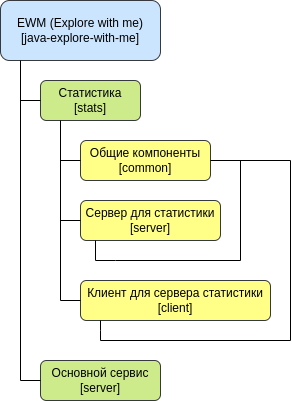 EWM (Explore with me)
[java-explore-with-me]
Статистика
[stats]
Общие компоненты
[common]
Сервер для статистики
[server]
Клиент для сервера статистики
[client]
Основной сервис
[server]